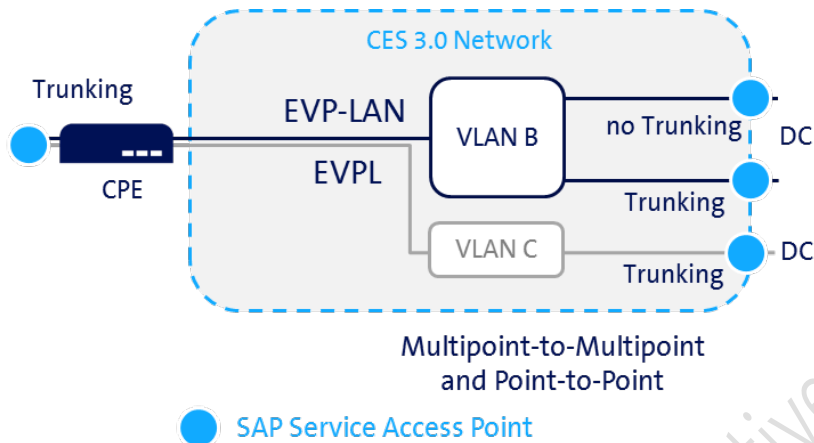 CES 3.0 Network
Trunking
EVP-LAN
VLAN B
no Trunking
DC
CPE
EVPL
Trunking
VLAN C
DC
Trunking
Multipoint-to-Multipoint
and Point-to-Point
SAP Service Access Point